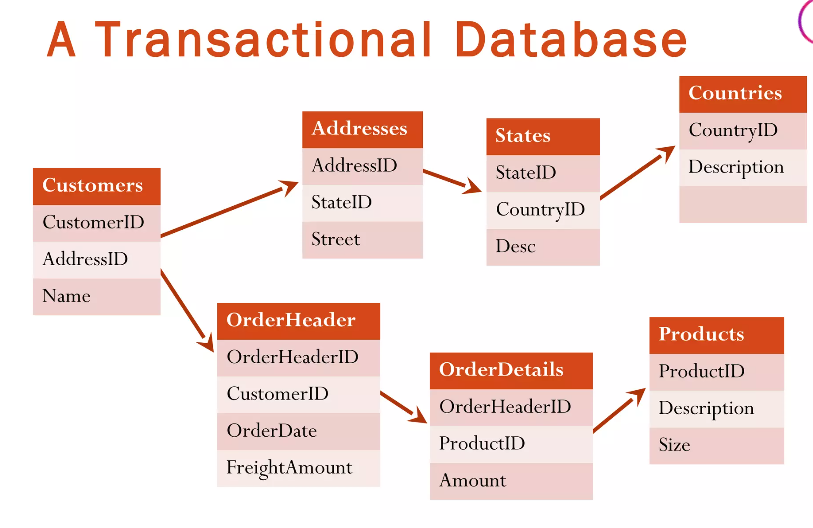 A Transactional Database
Customers
CustomerID
AddressID
Name
Addresses
AddressID
StateID
Street
States
StateID
CountryID
Desc
Countries
CountryID
Description
OrderHeader
OrderHeaderID
CustomerID
OrderDate
FreightAmount
OrderDetails
OrderHeaderID
ProductID
Amount
Products
ProductID
Description
Size